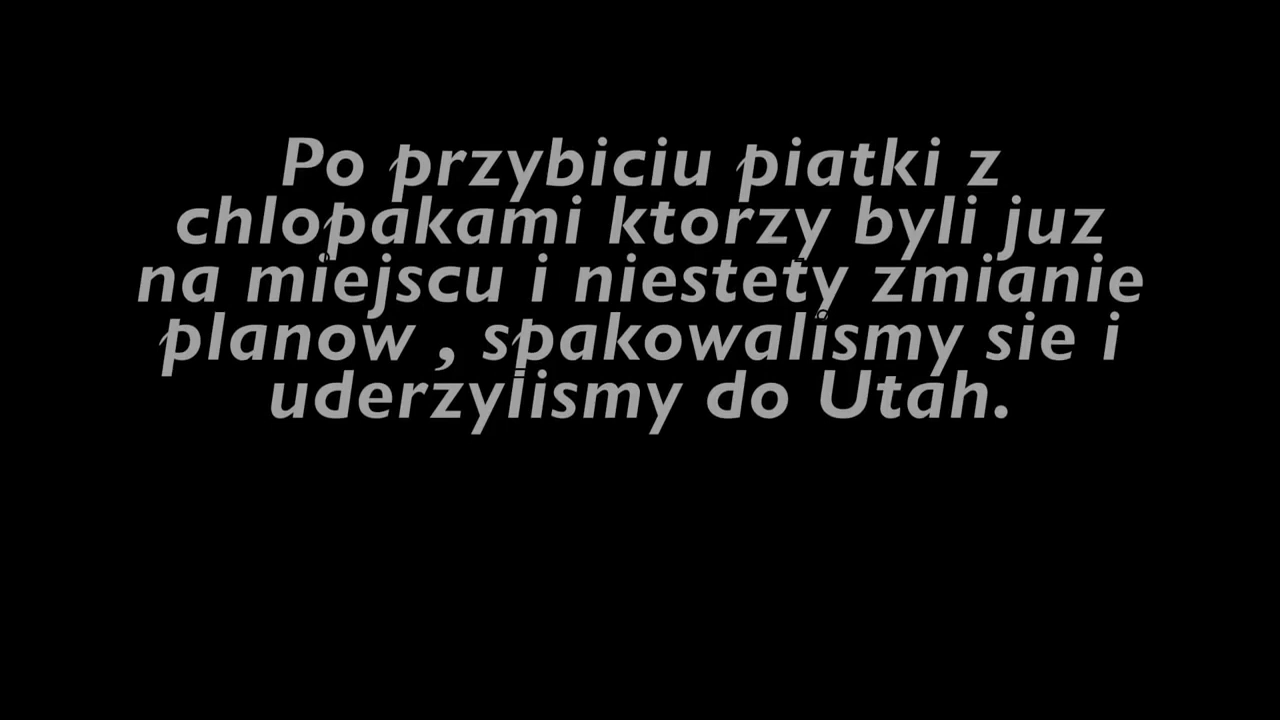 Po przybiciu piatki z
chlopakami ktorzy byli juz
na miejscu i niestety zmianie
planow , spakowalismy sie i
uderzylismy do Utah.